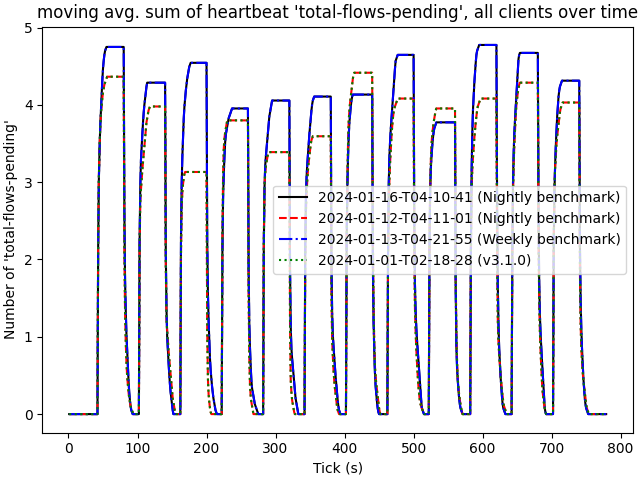 moving avg. sum of heartbeat 'total-flows-pending', all clients over time
Number of 'total-flows-pending'
5
4
3
2
1
0
2024-01-16-T04-10-41 (Nightly benchmark)
2024-01-12-T04-11-01 (Nightly benchmark)
2024-01-13-T04-21-55 (Weekly benchmark)
2024-01-01-T02-18-28 (v3.1.0)
0 100 200 300 400 500 600 700 800
Tick (s)